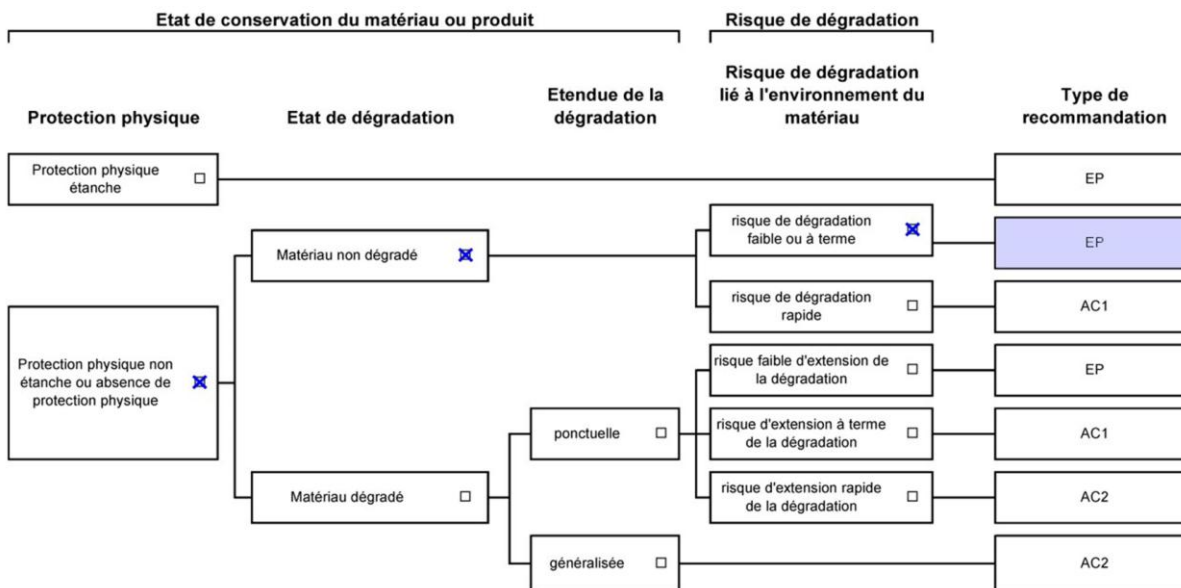 Etat de conservation du matériau ou produit
Risque de dégradation
Protection physique
Etat de dégradation
Etendue de la
dégradation
Risque de dégradation
lié à l'environnement du
matériau
Type de
recommandation
Protection physique
étanche
EP
risque de dégradation
faible ou à terme
EP
Matériau non dégradé
risque de dégradation
rapide
AC1
Protection physique non
étanche ou absence de
protection physique
risque faible d'extension de
la dégradation
EP
ponctuelle
risque d'extension à terme
de la dégradation
AC1
Matériau dégradé
risque d'extension rapide
de la dégradation
AC2
généralisée
AC2